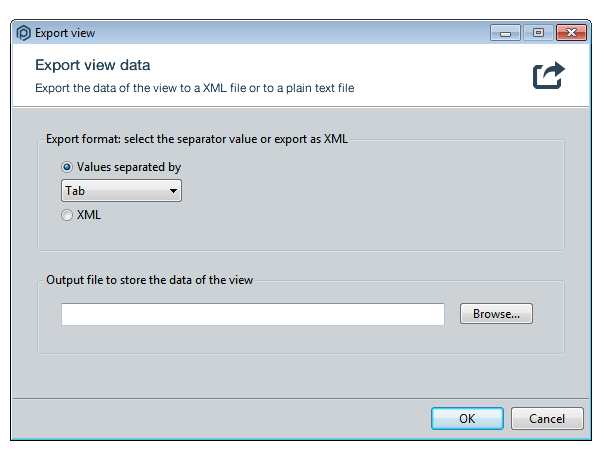 Export view
Export view data
Export the data of the view to a XML file or to a plain text file
Export format: select the separator value or export as XML
Values separated by
Tab
XML
Output file to store the data of the view
Browse...
OK
Cancel